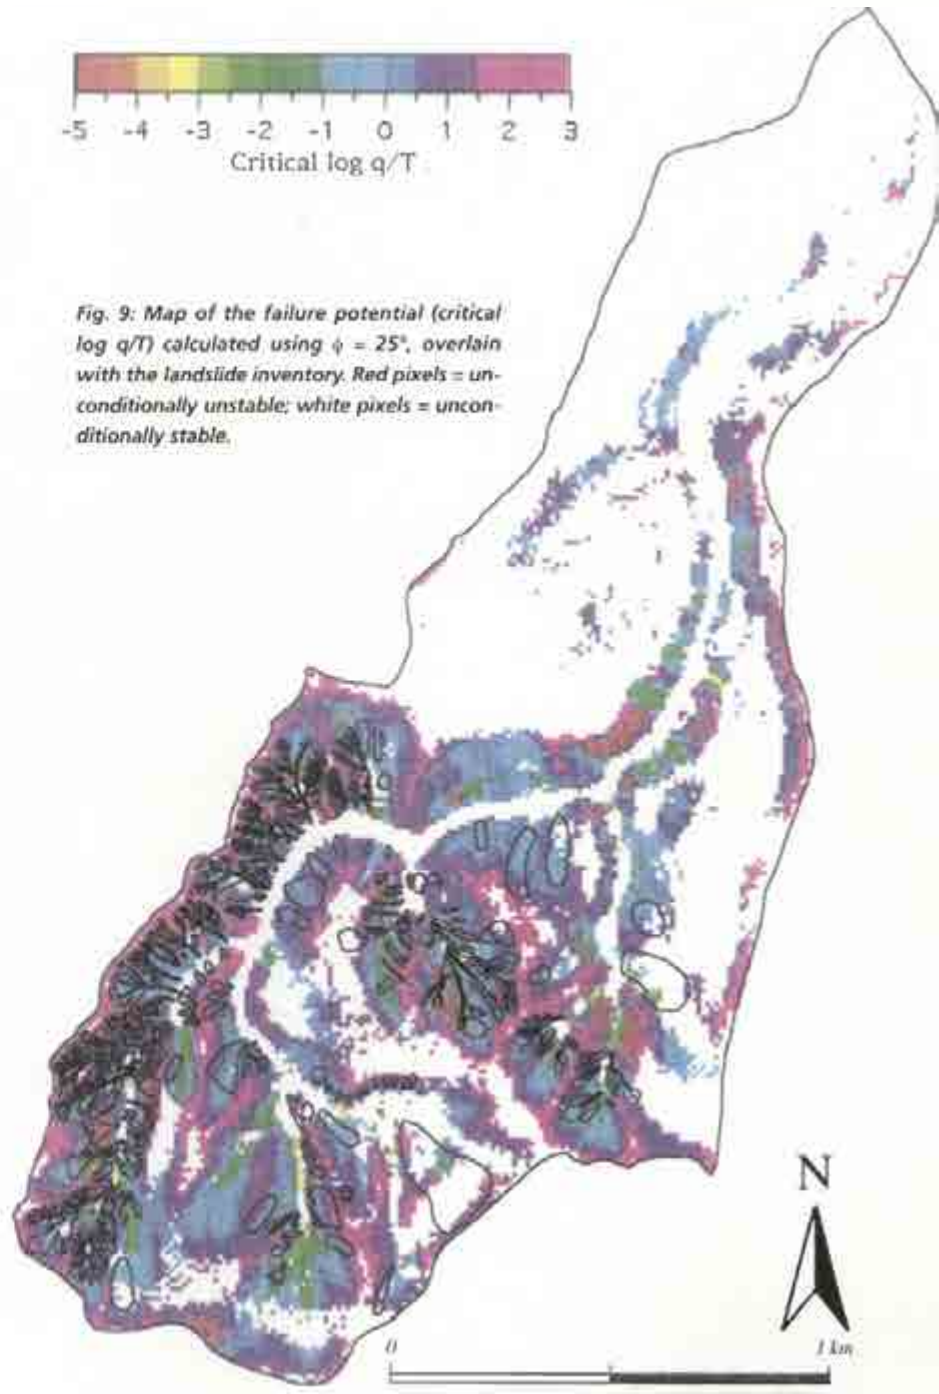 -5 -4 -3 -2 -1 0 1 2 3
Critical log q/T
Fig. 9: Map of the failure potential (critical
log q/T) calculated using ϕ = 25°, overlain
with the landslide inventory. Red pixels = un-
conditionally unstable; white pixels = uncon-
ditionally stable.
N
0 1 km